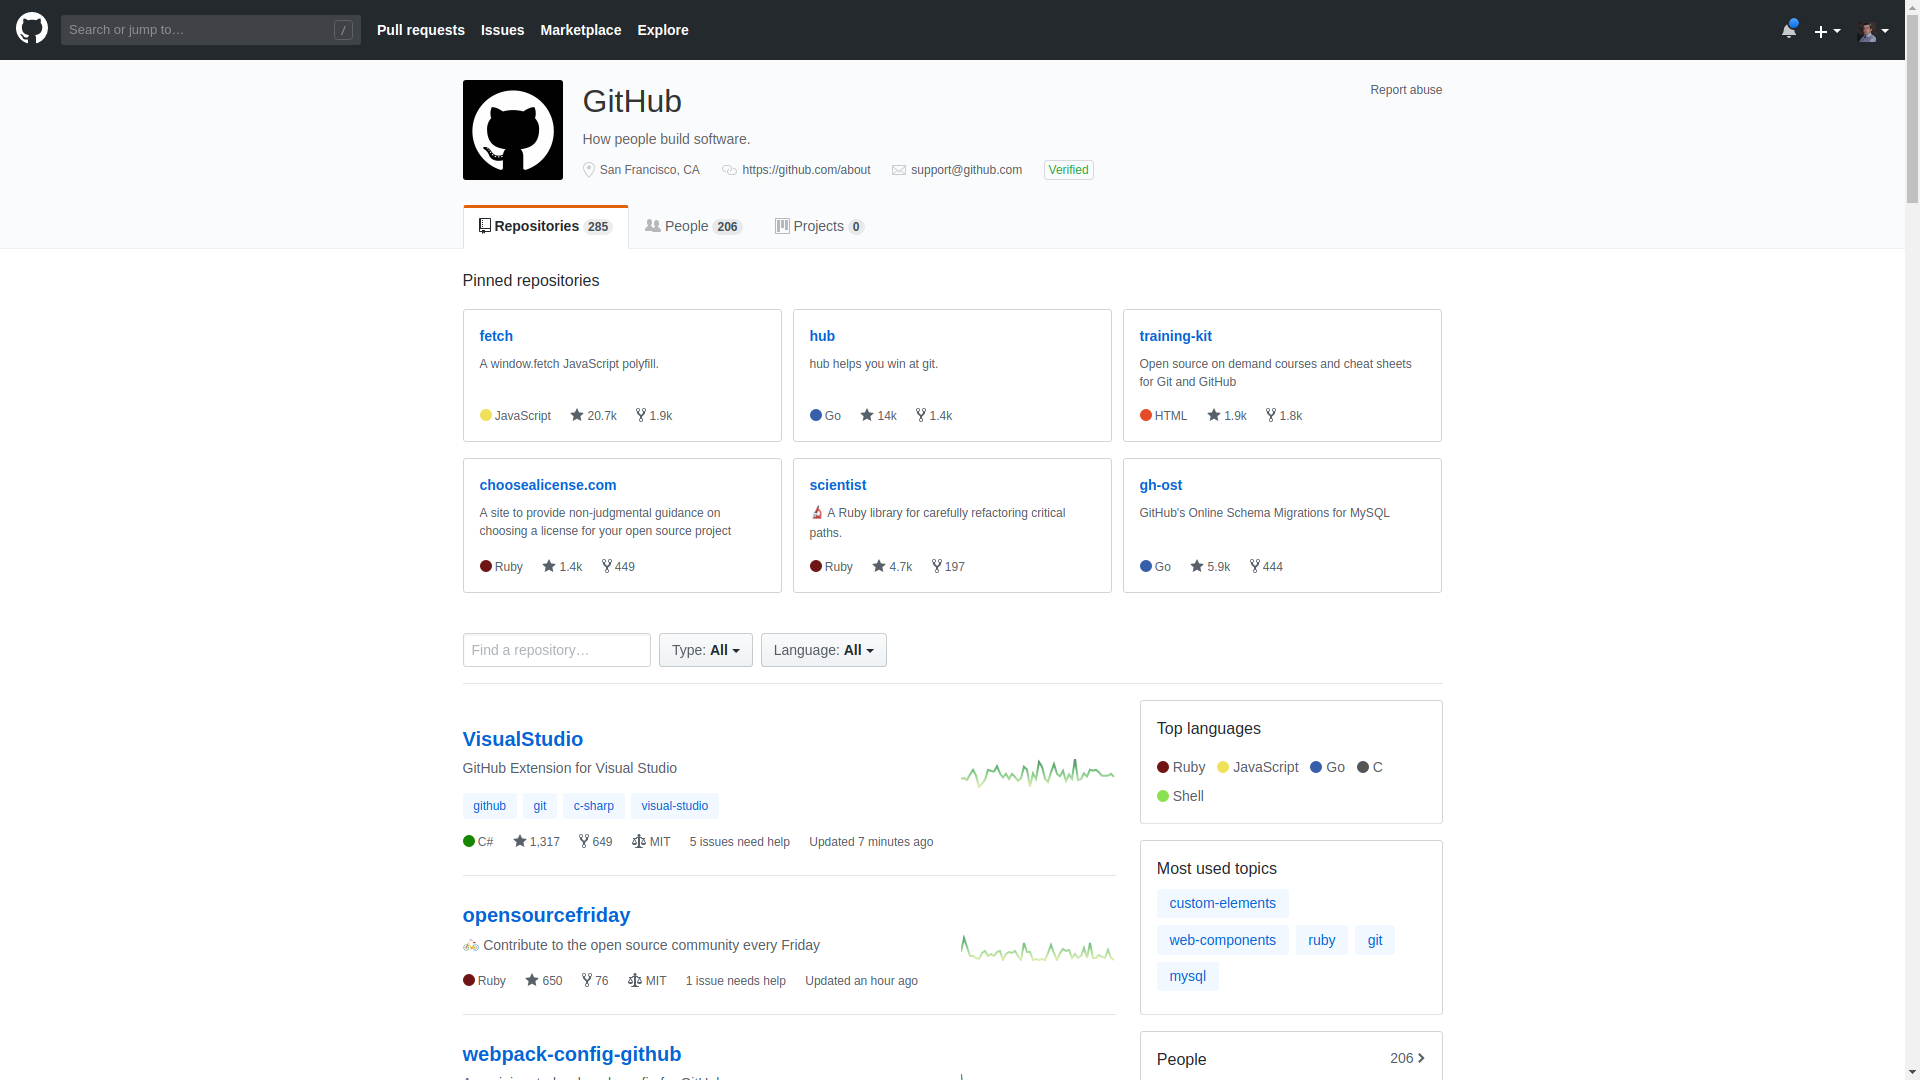 Search or jump to… /
Pull requests Issues Marketplace Explore
GitHub
Report abuse
How people build software.
San Francisco, CA https://github.com/about support@github.com Verified
Repositories 285 People 206 Projects 0
Pinned repositories
fetch
A window.fetch JavaScript polyfill.
JavaScript 20.7k 1.9k
hub
hub helps you win at git.
Go 14k 1.4k
training-kit
Open source on demand courses and cheat sheets
for Git and GitHub
HTML 1.9k 1.8k
choosealicense.com
A site to provide non-judgmental guidance on
choosing a license for your open source project
Ruby 1.4k 449
scientist
A Ruby library for carefully refactoring critical
paths.
Ruby 4.7k 197
gh-ost
GitHub's Online Schema Migrations for MySQL
Go 5.9k 444
Find a repository… Type: All Language: All
VisualStudio
GitHub Extension for Visual Studio
github git c-sharp visual-studio
C# 1,317 649 MIT 5 issues need help Updated 7 minutes ago
opensourcefriday
Contribute to the open source community every Friday
Ruby 650 76 MIT 1 issue needs help Updated an hour ago
webpack-config-github
Top languages
Ruby JavaScript Go C
Shell
Most used topics
custom-elements
web-components ruby git
mysql
People 206